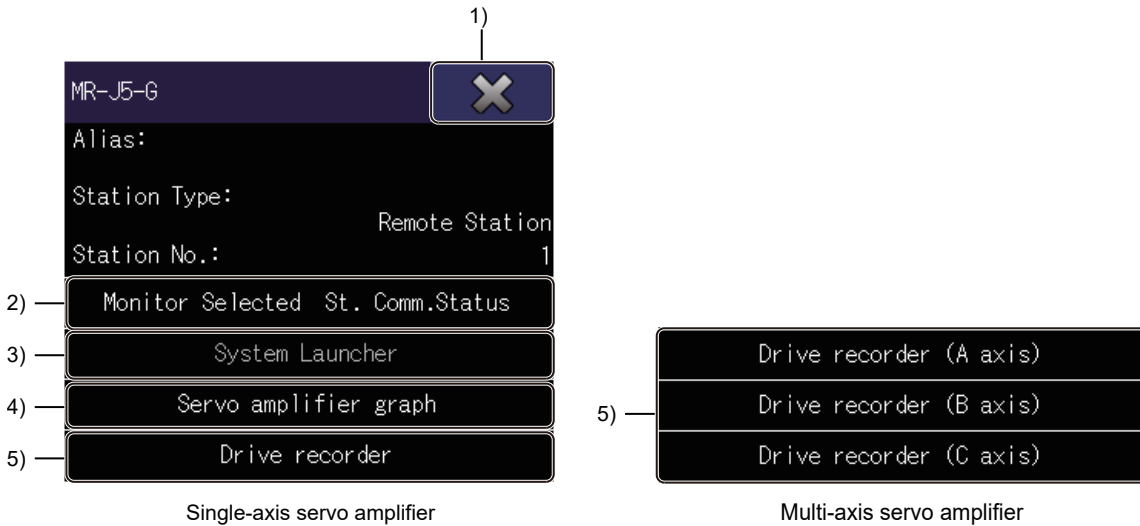 1)
MR-J5-G
Alias:
Station Type:
Remote Station
Station No.: 1
2) Monitor Selected St. Comm.Status
3) System Launcher
4) Servo amplifier graph
5) Drive recorder
Single-axis servo amplifier
Drive recorder (A axis)
5) Drive recorder (B axis)
Drive recorder (C axis)
Multi-axis servo amplifier